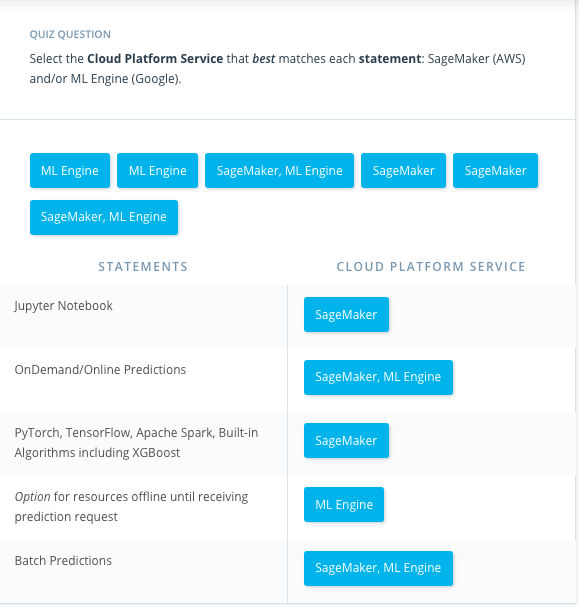 QUIZ QUESTION
Select the Cloud Platform Service that best matches each statement: SageMaker (AWS)
and/or ML Engine (Google).
ML Engine
ML Engine
SageMaker, ML Engine
SageMaker
SageMaker
SageMaker, ML Engine
STATEMENTS
CLOUD PLATFORM SERVICE
Jupyter Notebook
SageMaker
OnDemand/Online Predictions
SageMaker, ML Engine
PyTorch, TensorFlow, Apache Spark, Built-in
Algorithms including XGBoost
SageMaker
Option for resources offline until receiving
prediction request
ML Engine
Batch Predictions
SageMaker, ML Engine